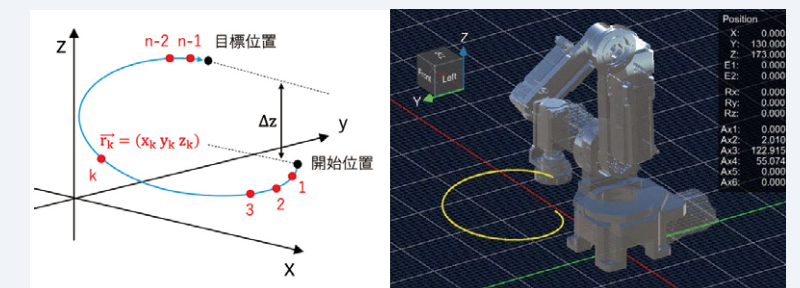 z
n-2 n-1 目標位置
Δz
y
r⃗k = (xk yk zk)
k
開始位置
1
2
3
x
Position
X: 0.000
Y: 130.000
Z: 173.000
E1: 0.000
E2: 0.000
Rx: 0.000
Ry: 0.000
Rz: 0.000
Ax1: 0.000
Ax2: 2.010
Ax3: 122.915
Ax4: 55.074
Ax5: 0.000
Ax6: 0.000
Z
Front
Left
Y